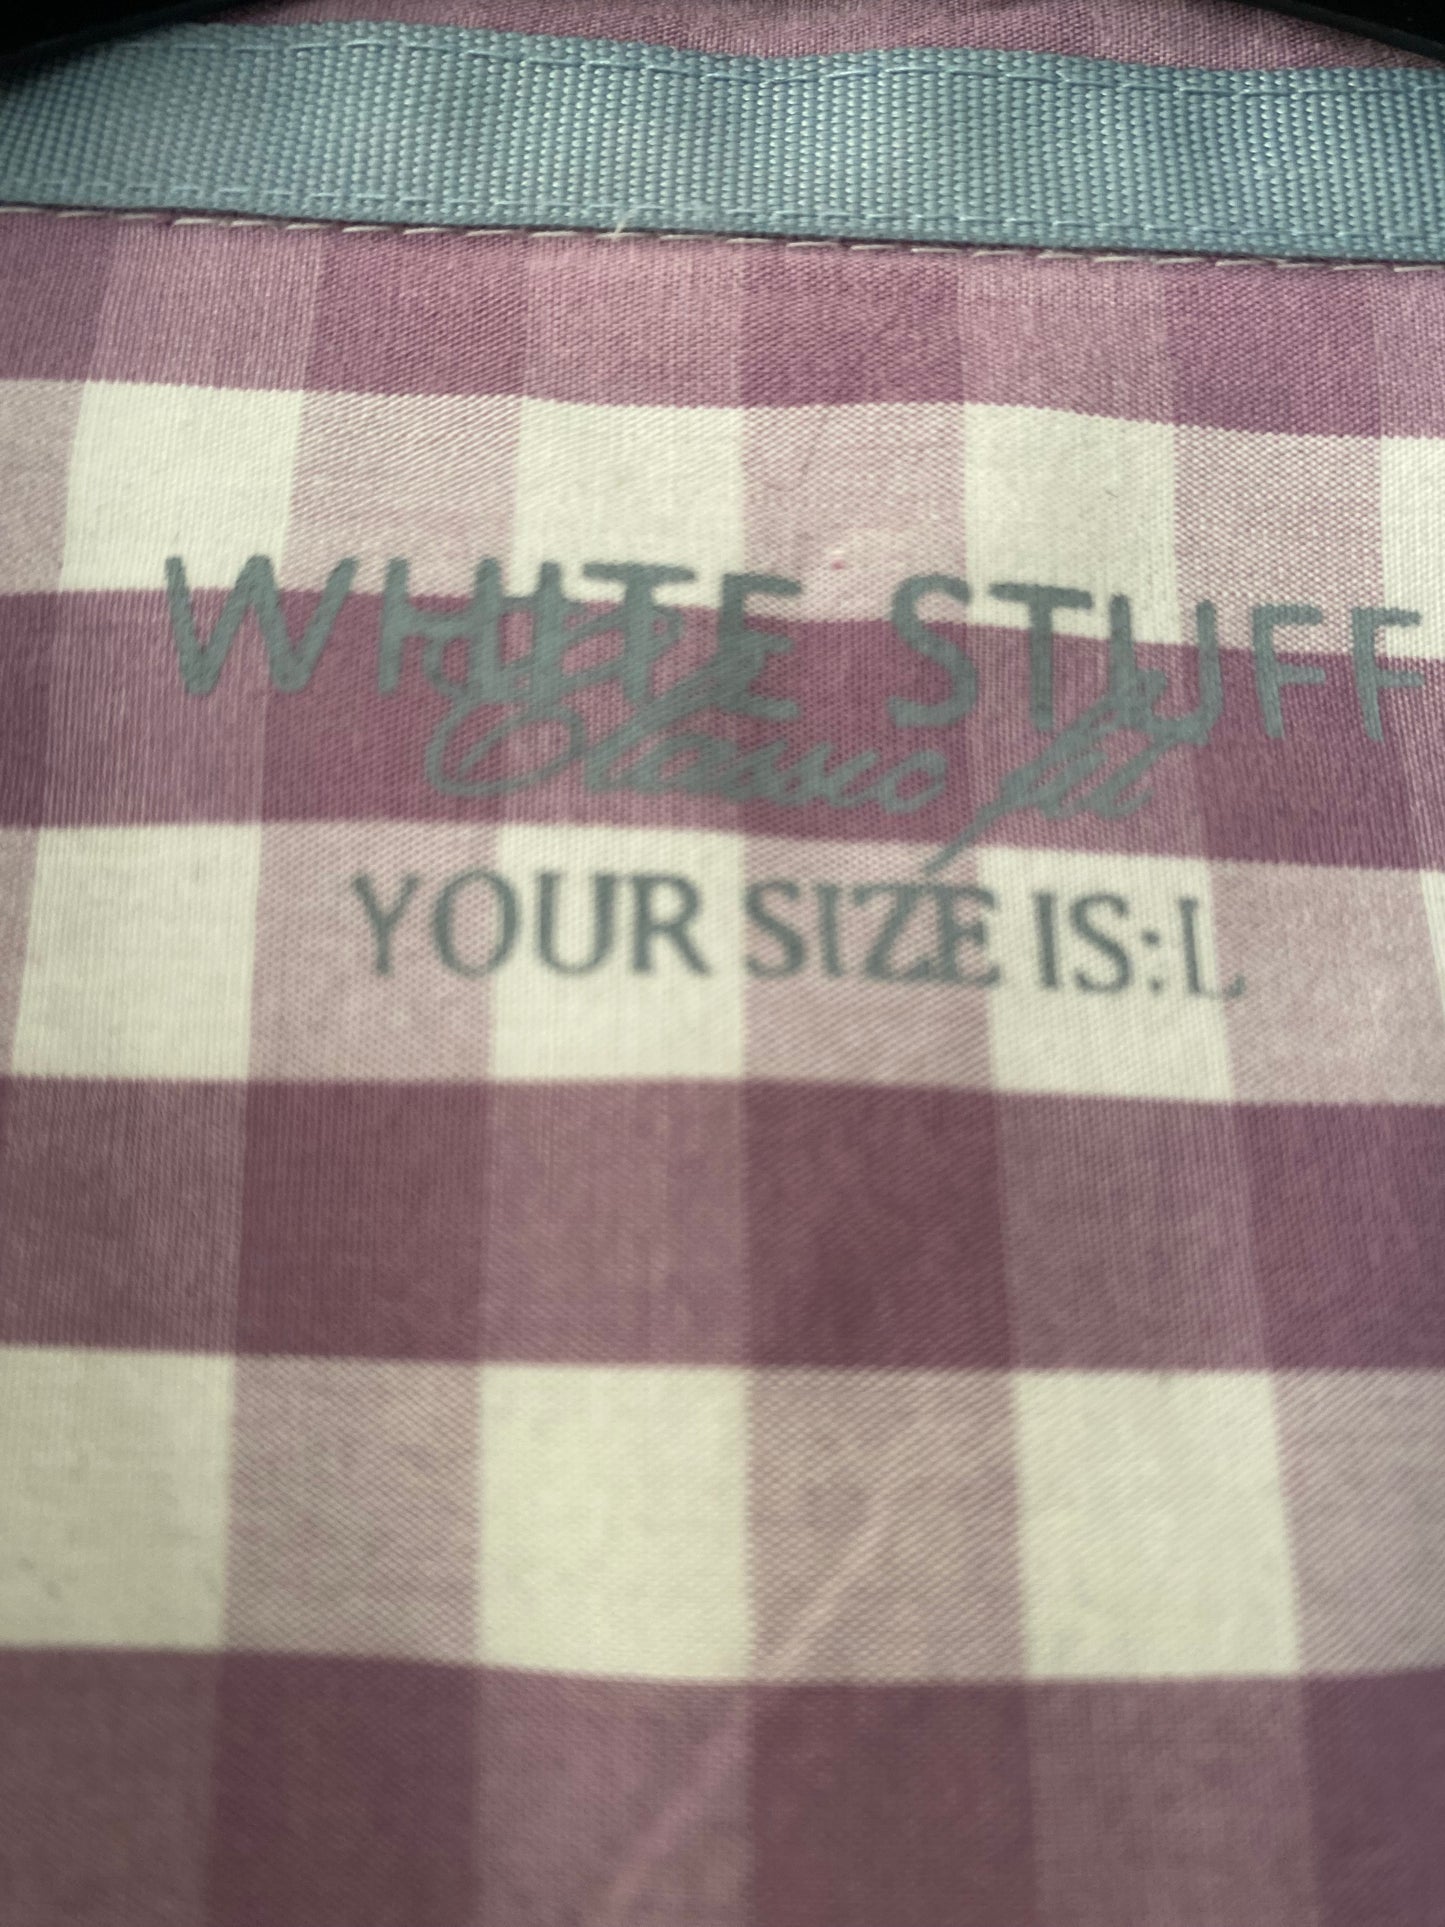 WHITE STUFF
Classic fit
YOUR SIZE IS:L